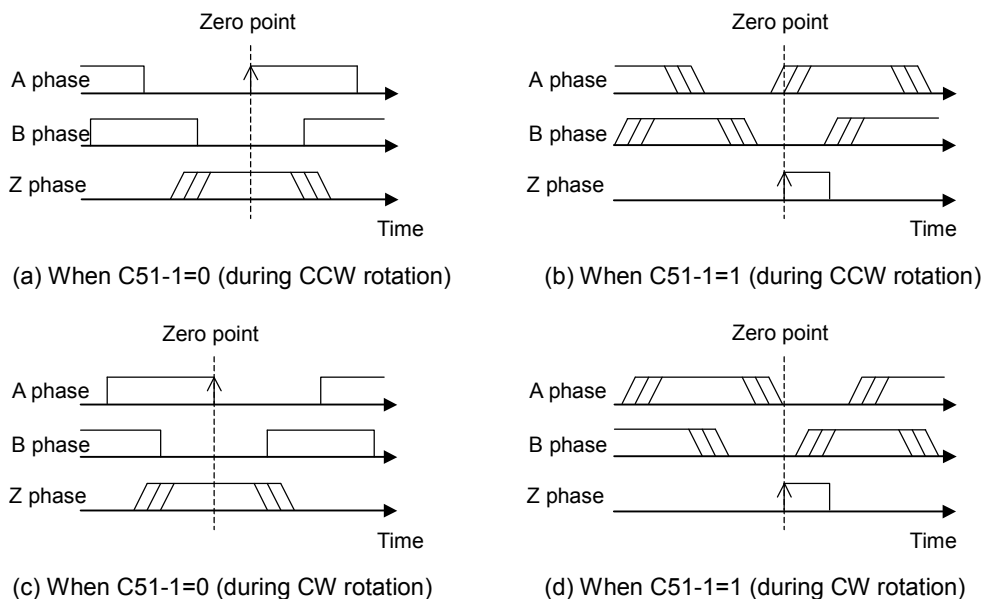 Zero point
A phase
B phase
Z phase
Time
(a) When C51-1=0 (during CCW rotation)
Zero point
A phase
B phase
Z phase
Time
(b) When C51-1=1 (during CCW rotation)
Zero point
A phase
B phase
Z phase
Time
(c) When C51-1=0 (during CW rotation)
Zero point
A phase
B phase
Z phase
Time
(d) When C51-1=1 (during CW rotation)